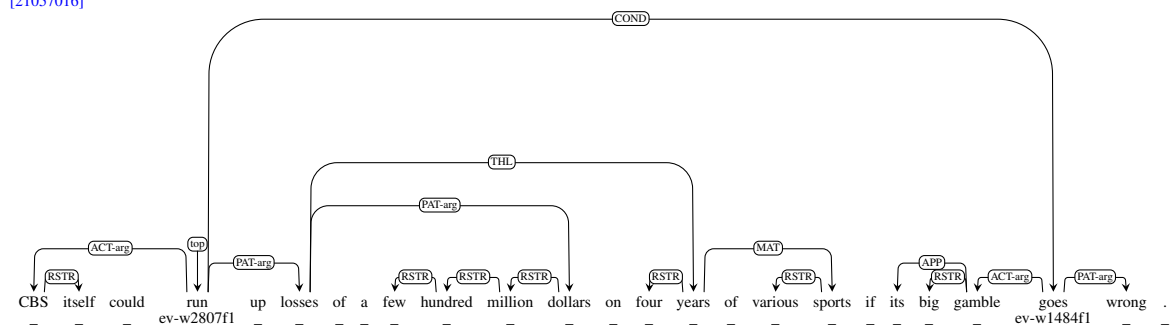 [21057016]
COND
THL
PAT-arg
ACT-arg top PAT-arg MAT APP
RSTR RSTR RSTR RSTR RSTR RSTR RSTR ACT-arg PAT-arg
CBS itself could run up losses of a few hundred million dollars on four years of various sports if its big gamble goes wrong .
ev-w2807f1 ev-w1484f1
_ _ _ _ _ _ _ _ _ _ _ _ _ _ _ _ _ _ _ _ _ _